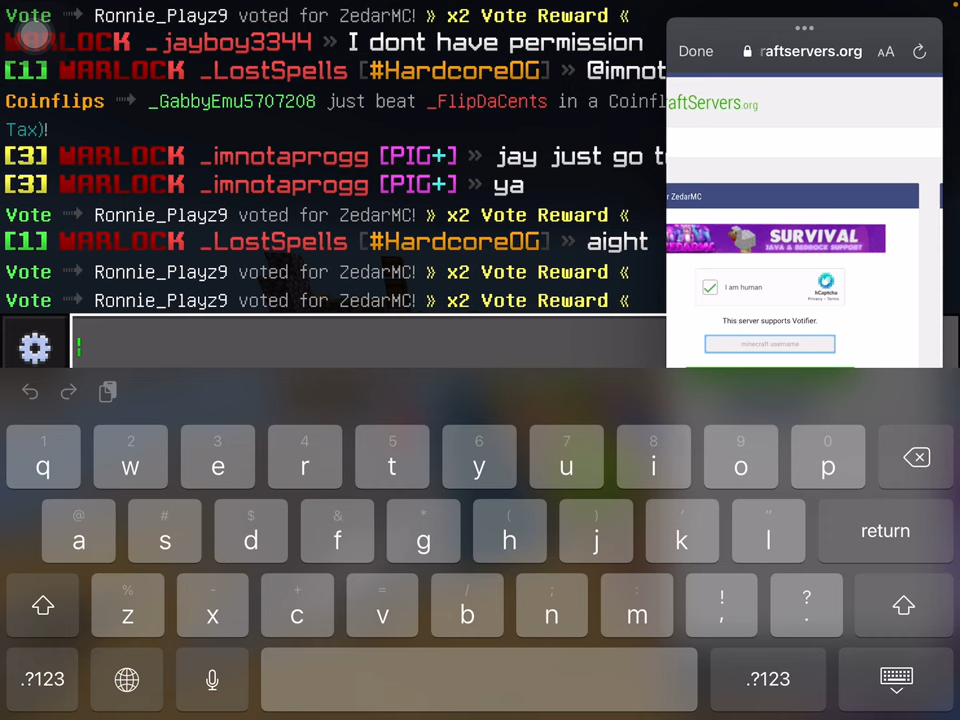 Vote ➟ Ronnie_Playz9 voted for ZedarMC! » x2 Vote Reward «
WARLOCK _jayboy3344 » I dont have permission
[1] WARLOCK _LostSpells [#HardcoreOG] » @imnot
Coinflips ➟ _GabbyEmu5707208 just beat _FlipDaCents in a Coinfl
Tax)!
[3] WARLOCK _imnotaprogg [PIG+] » jay just go t
[3] WARLOCK _imnotaprogg [PIG+] » ya
Vote ➟ Ronnie_Playz9 voted for ZedarMC! » x2 Vote Reward «
[1] WARLOCK _LostSpells [#HardcoreOG] » aight
Vote ➟ Ronnie_Playz9 voted for ZedarMC! » x2 Vote Reward «
Vote ➟ Ronnie_Playz9 voted for ZedarMC! » x2 Vote Reward «
Done raftservers.org AA
aftServers.org
r ZedarMC
SURVIVAL
JAVA & BEDROCK SUPPORT
I am human
hCaptcha
Privacy - Terms
This server supports Votifier.
minecraft username
1 2 3 4 5 6 7 8 9 0
q w e r t y u i o p
@ # $ & * ( ) ' "
a s d f g h j k l return
% - + = / ; : ! ?
z x c v b n m , .
.?123 .?123